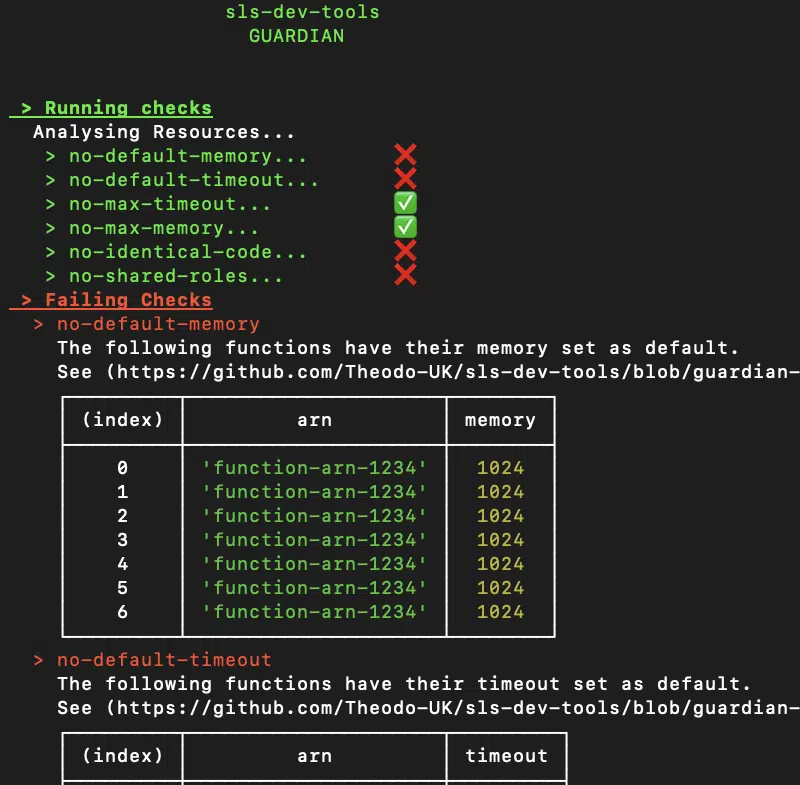 sls-dev-tools
GUARDIAN
> Running checks
Analysing Resources...
> no-default-memory... ❌
> no-default-timeout... ❌
> no-max-timeout... ✅
> no-max-memory... ✅
> no-identical-code... ❌
> no-shared-roles... ❌
> Failing Checks
> no-default-memory
The following functions have their memory set as default.
See (https://github.com/Theodo-UK/sls-dev-tools/blob/guardian-
(index) arn memory
0 'function-arn-1234' 1024
1 'function-arn-1234' 1024
2 'function-arn-1234' 1024
3 'function-arn-1234' 1024
4 'function-arn-1234' 1024
5 'function-arn-1234' 1024
6 'function-arn-1234' 1024
> no-default-timeout
The following functions have their timeout set as default.
See (https://github.com/Theodo-UK/sls-dev-tools/blob/guardian-
(index) arn timeout